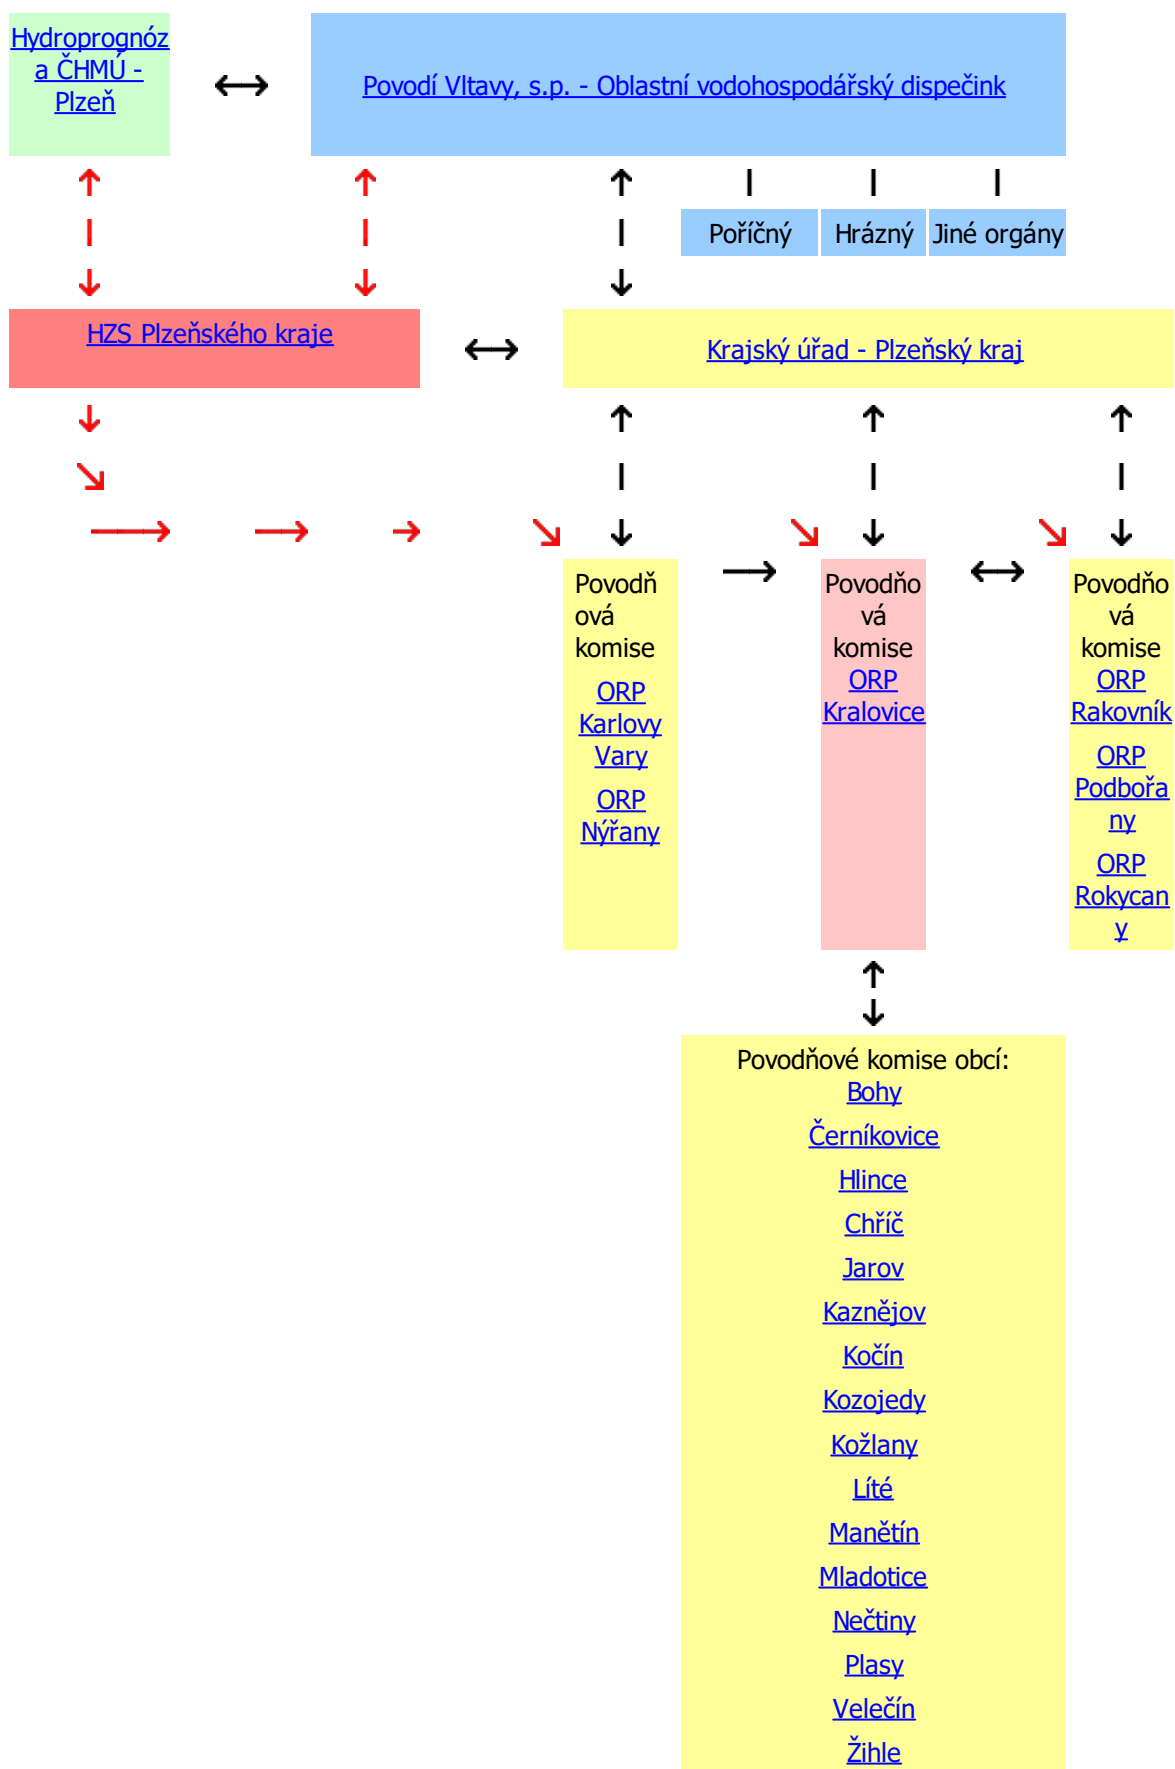 Hydroprognóz
a ČHMÚ -
Plzeň
Povodí Vltavy, s.p. - Oblastní vodohospodářský dispečink
Poříčný
Hrázný
Jiné orgány
HZS Plzeňského kraje
Krajský úřad - Plzeňský kraj
Povodň
ová
komise
ORP
Karlovy
Vary
ORP
Nýřany
Povodňo
vá
komise
ORP
Kralovice
Povodňo
vá
komise
ORP
Rakovník
ORP
Podbořa
ny
ORP
Rokycan
y
Povodňové komise obcí:
Bohy
Černíkovice
Hlince
Chříč
Jarov
Kaznějov
Kočín
Kozojedy
Kožlany
Líté
Manětín
Mladotice
Nečtiny
Plasy
Velečín
Žihle